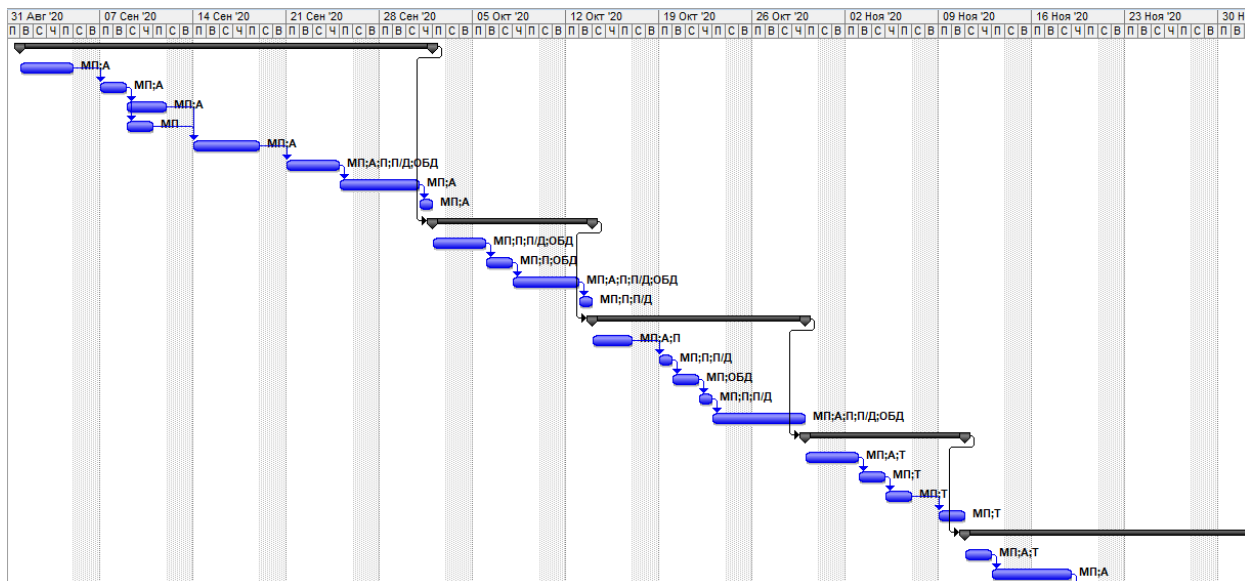 31 Авг '20 07 Сен '20 14 Сен '20 21 Сен '20 28 Сен '20 05 Окт '20 12 Окт '20 19 Окт '20 26 Окт '20 02 Ноя '20 09 Ноя '20 16 Ноя '20 23 Ноя '20 30 Н
П В С Ч П С В П В С Ч П С В П В С Ч П С В П В С Ч П С В П В С Ч П С В П В С Ч П С В П В С Ч П С В П В С Ч П С В П В С Ч П С В П В С Ч П С В П В С Ч П С В П В С Ч П С В П В С Ч П С В П В
МП;А
МП;А
МП;А
МП
МП;А
МП;А;П;П/Д;ОБД
МП;А
МП;А
МП;П;П/Д;ОБД
МП;П;ОБД
МП;А;П;П/Д;ОБД
МП;П;П/Д
МП;А;П
МП;П;П/Д
МП;ОБД
МП;П;П/Д
МП;А;П;П/Д;ОБД
МП;А;Т
МП;Т
МП;Т
МП;Т
МП;А;Т
МП;А